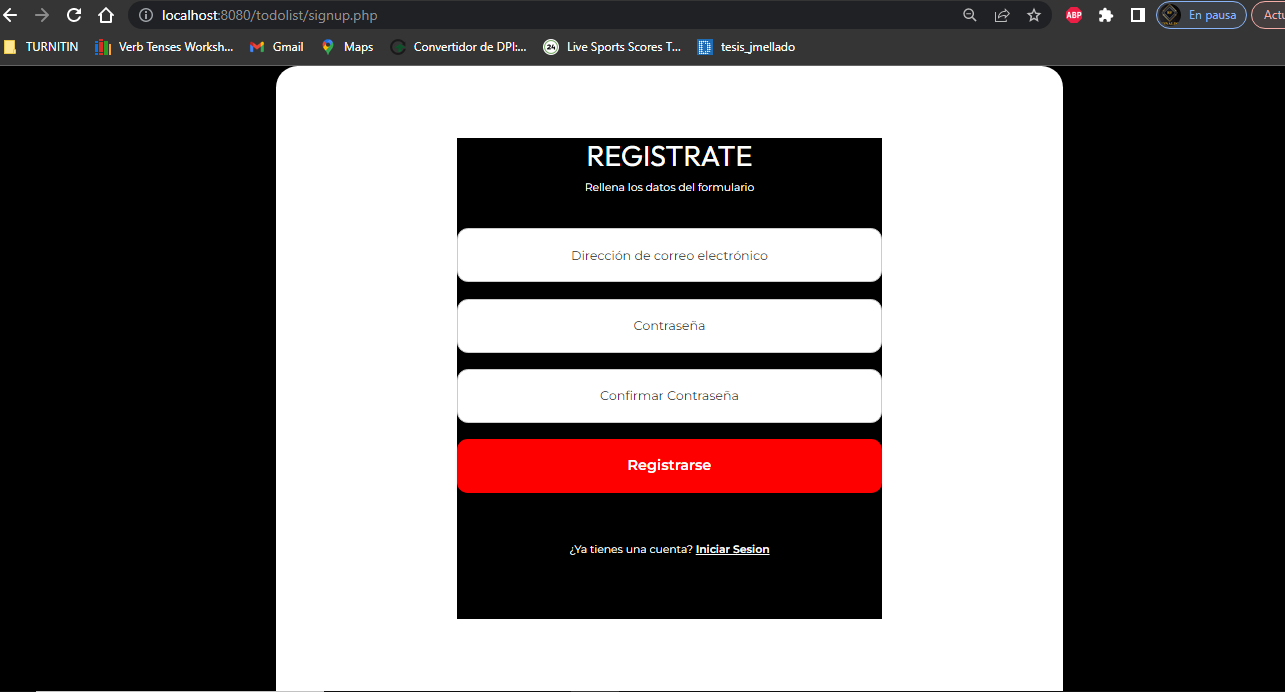 localhost:8080/todolist/signup.php
ABP
En pausa
Actu
TURNITIN
Verb Tenses Worksh...
Gmail
Maps
Convertidor de DPI:...
24
Live Sports Scores T...
tesis_jmellado
REGISTRATE
Rellena los datos del formulario
Dirección de correo electrónico
Contraseña
Confirmar Contraseña
Registrarse
¿Ya tienes una cuenta? Iniciar Sesion